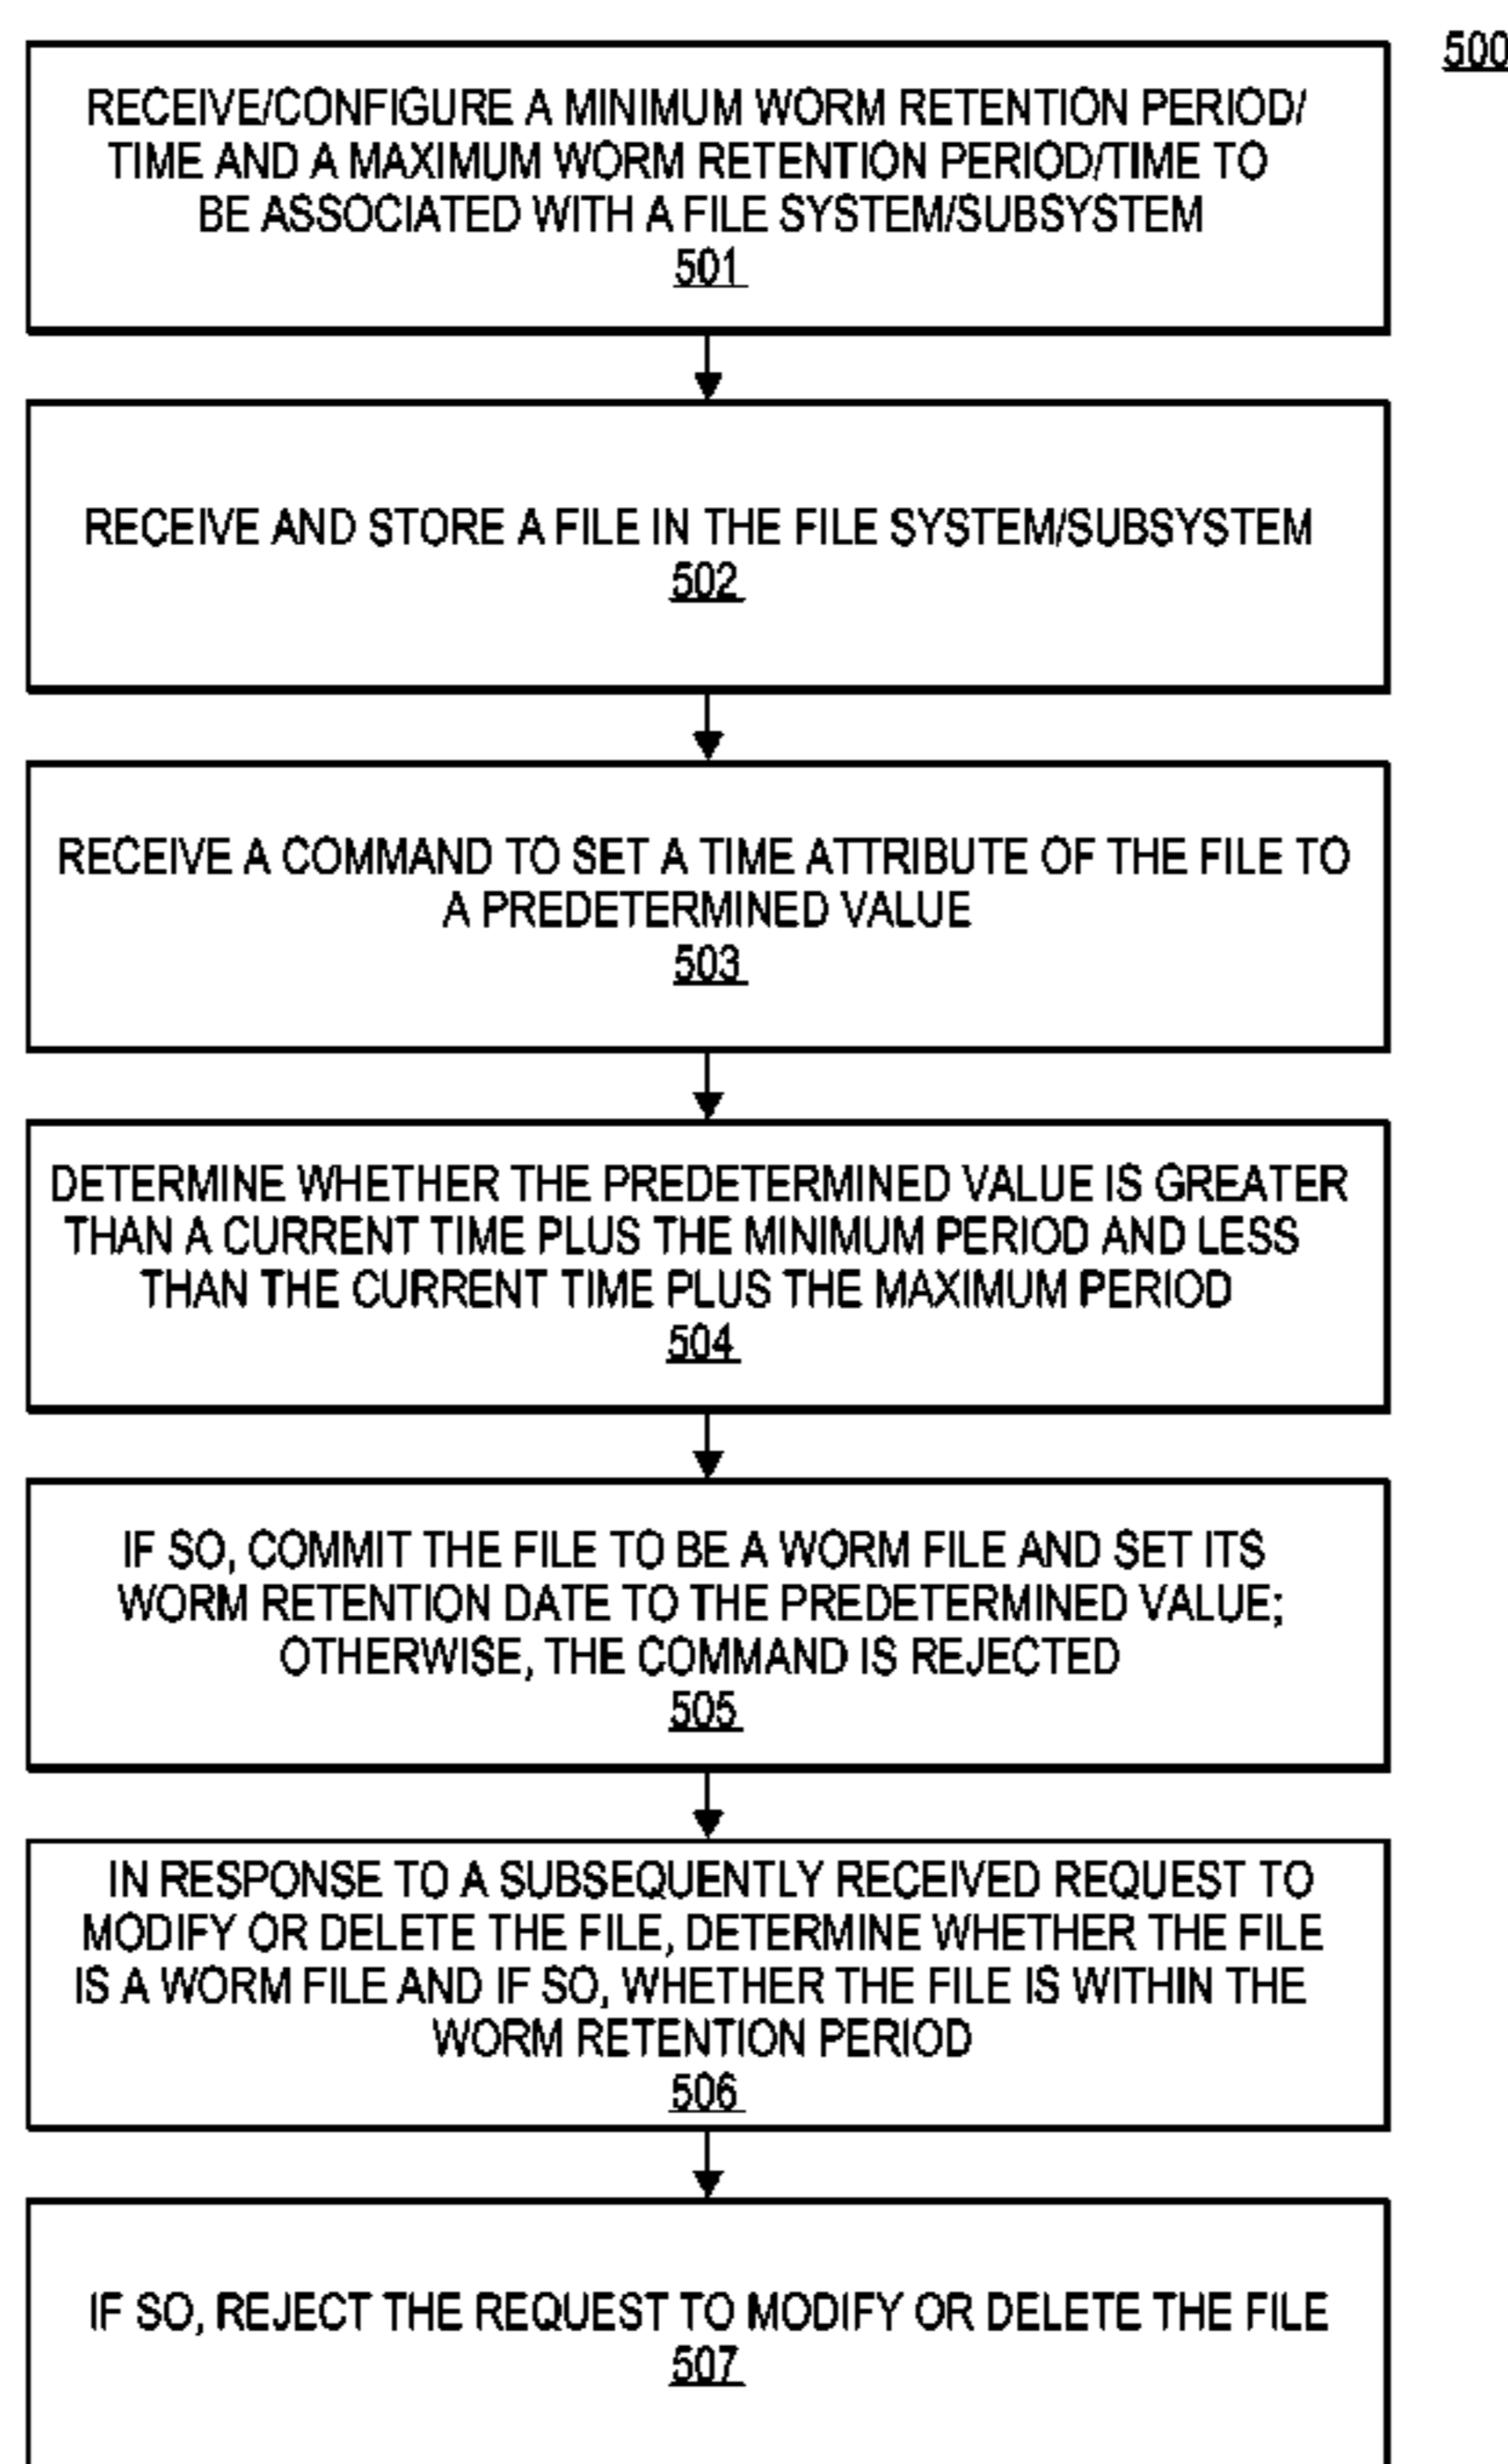 500
RECEIVE/CONFIGURE A MINIMUM WORM RETENTION PERIOD/
TIME AND A MAXIMUM WORM RETENTION PERIOD/TIME TO
BE ASSOCIATED WITH A FILE SYSTEM/SUBSYSTEM
501
RECEIVE AND STORE A FILE IN THE FILE SYSTEM/SUBSYSTEM
502
RECEIVE A COMMAND TO SET A TIME ATTRIBUTE OF THE FILE TO
A PREDETERMINED VALUE
503
DETERMINE WHETHER THE PREDETERMINED VALUE IS GREATER
THAN A CURRENT TIME PLUS THE MINIMUM PERIOD AND LESS
THAN THE CURRENT TIME PLUS THE MAXIMUM PERIOD
504
IF SO, COMMIT THE FILE TO BE A WORM FILE AND SET ITS
WORM RETENTION DATE TO THE PREDETERMINED VALUE;
OTHERWISE, THE COMMAND IS REJECTED
505
IN RESPONSE TO A SUBSEQUENTLY RECEIVED REQUEST TO
MODIFY OR DELETE THE FILE, DETERMINE WHETHER THE FILE
IS A WORM FILE AND IF SO, WHETHER THE FILE IS WITHIN THE
WORM RETENTION PERIOD
506
IF SO, REJECT THE REQUEST TO MODIFY OR DELETE THE FILE
507